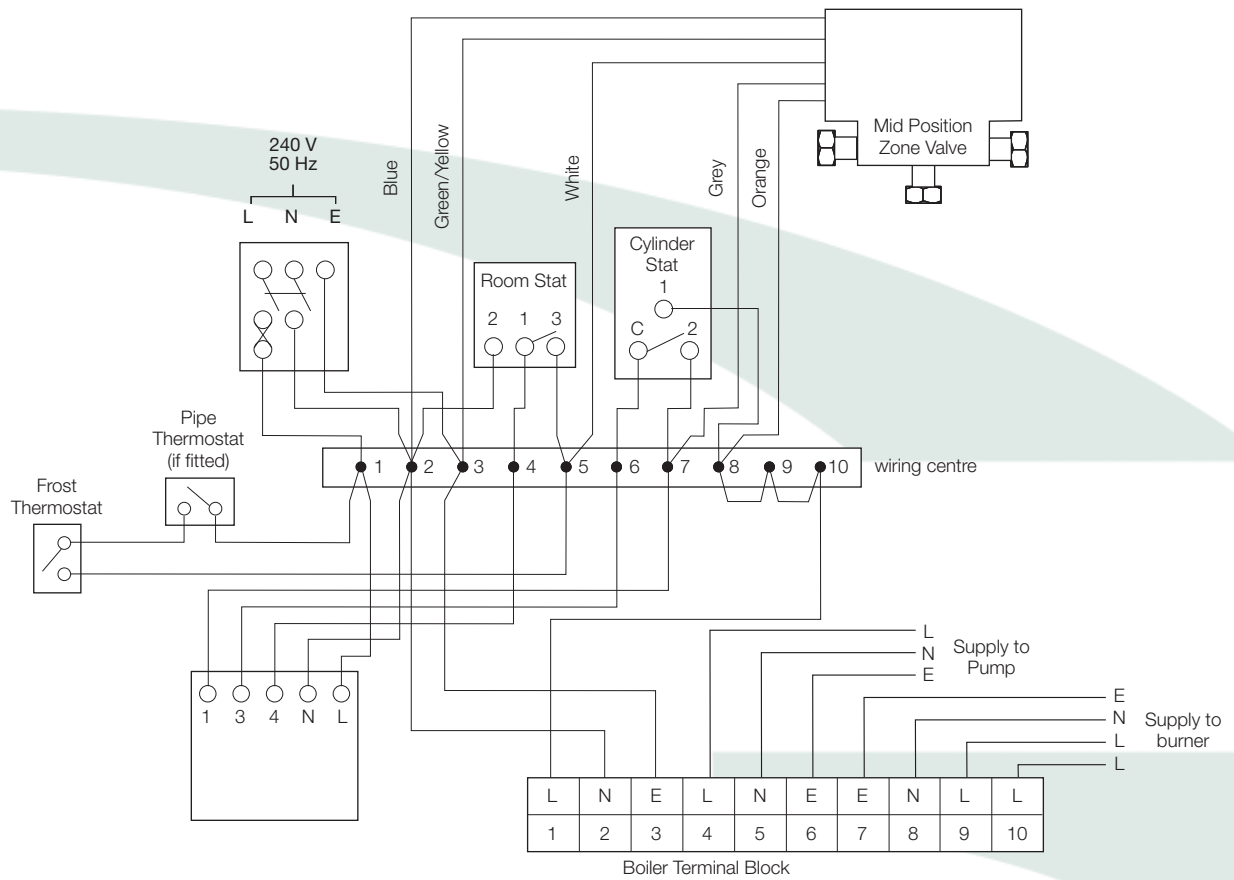 Mid Position
Zone Valve
240 V
50 Hz
L N E
Blue
Green/Yellow
White
Grey
Orange
Room Stat
2 1 3
Cylinder
Stat
1
C 2
Pipe
Thermostat
(if fitted)
Frost
Thermostat
1 2 3 4 5 6 7 8 9 10
wiring centre
1 3 4 N L
L
N
E
Supply to
Pump
E
N
L
L
Supply to
burner
L N E L N E E N L L
1 2 3 4 5 6 7 8 9 10
Boiler Terminal Block